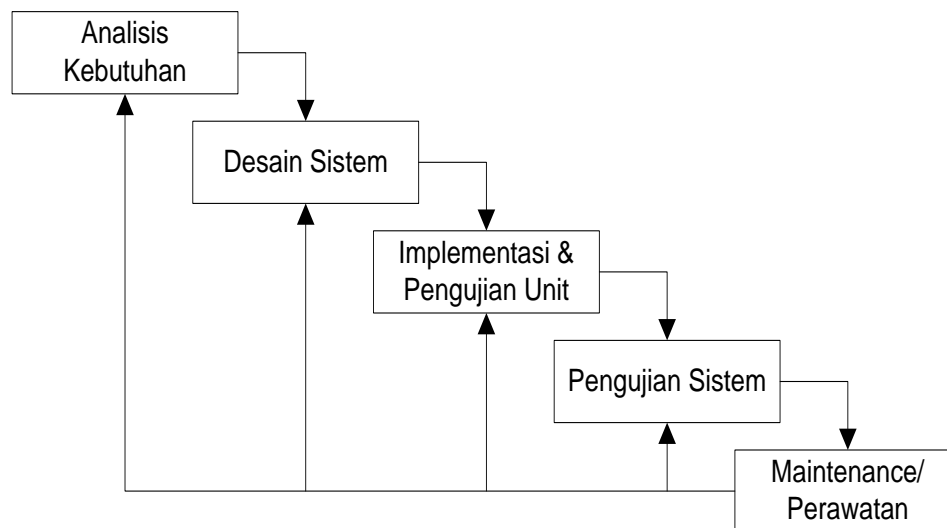 Analisis
Kebutuhan
Desain Sistem
Implementasi &
Pengujian Unit
Pengujian Sistem
Maintenance/
Perawatan